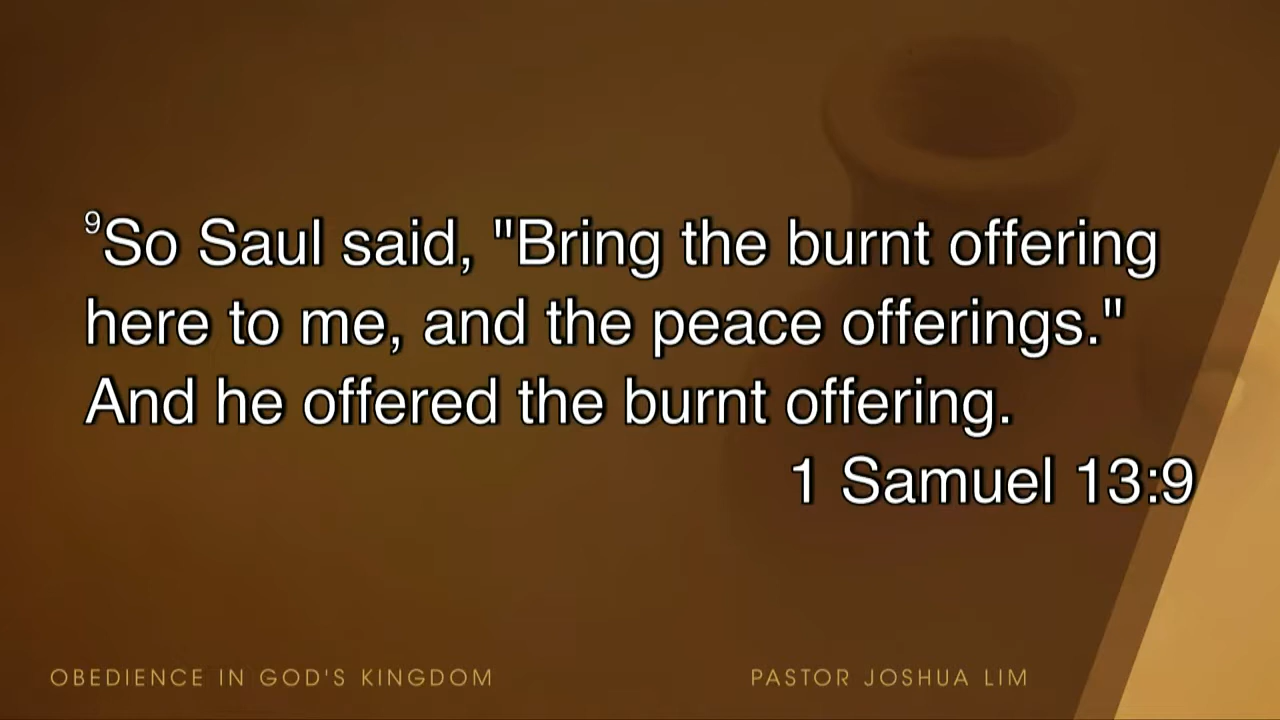 ⁹So Saul said, "Bring the burnt offering
here to me, and the peace offerings."
And he offered the burnt offering.
1 Samuel 13:9
OBEDIENCE IN GOD'S KINGDOM
PASTOR JOSHUA LIM